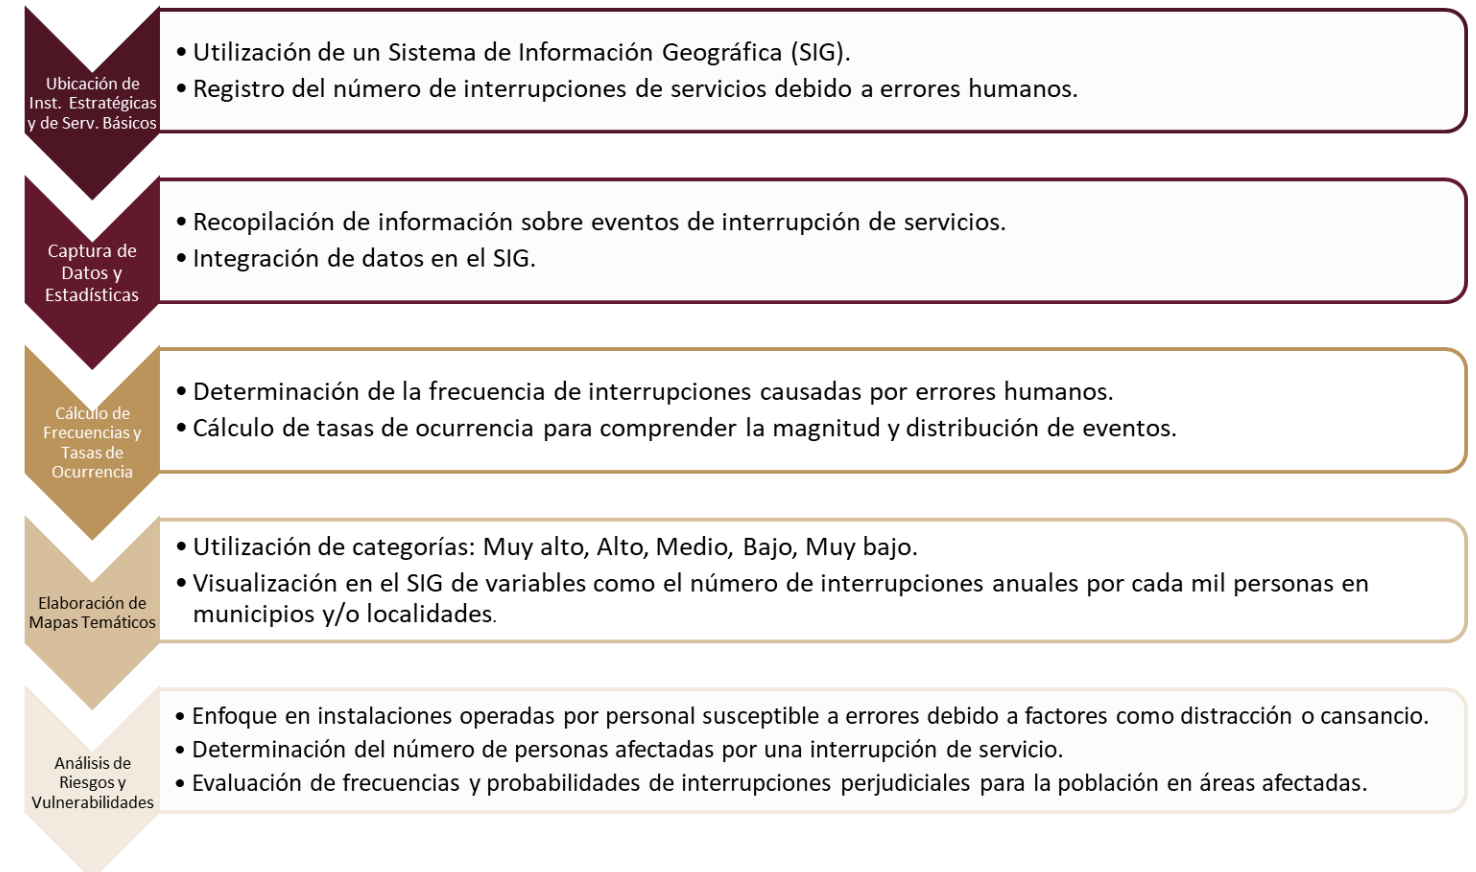 Ubicación de
Inst. Estratégicas
y de Serv. Básicos
• Utilización de un Sistema de Información Geográfica (SIG).
• Registro del número de interrupciones de servicios debido a errores humanos.
Captura de
Datos y
Estadísticas
• Recopilación de información sobre eventos de interrupción de servicios.
• Integración de datos en el SIG.
Cálculo de
Frecuencias y
Tasas de
Ocurrencia
• Determinación de la frecuencia de interrupciones causadas por errores humanos.
• Cálculo de tasas de ocurrencia para comprender la magnitud y distribución de eventos.
Elaboración de
Mapas Temáticos
• Utilización de categorías: Muy alto, Alto, Medio, Bajo, Muy bajo.
• Visualización en el SIG de variables como el número de interrupciones anuales por cada mil personas en
municipios y/o localidades.
Análisis de
Riesgos y
Vulnerabilidades
• Enfoque en instalaciones operadas por personal susceptible a errores debido a factores como distracción o cansancio.
• Determinación del número de personas afectadas por una interrupción de servicio.
• Evaluación de frecuencias y probabilidades de interrupciones perjudiciales para la población en áreas afectadas.